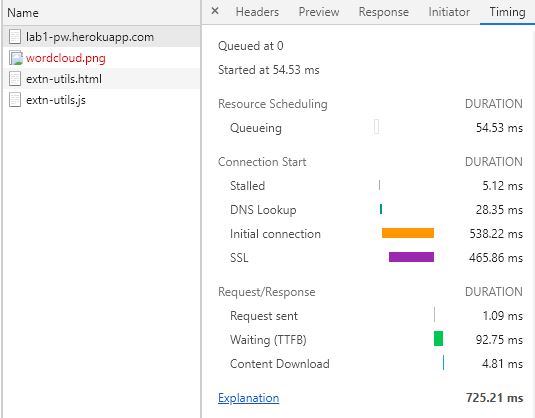 Name
lab1-pw.herokuapp.com
wordcloud.png
extn-utils.html
extn-utils.js
× Headers Preview Response Initiator Timing
Queued at 0
Started at 54.53 ms
Resource Scheduling DURATION
Queueing 54.53 ms
Connection Start DURATION
Stalled 5.12 ms
DNS Lookup 28.35 ms
Initial connection 538.22 ms
SSL 465.86 ms
Request/Response DURATION
Request sent 1.09 ms
Waiting (TTFB) 92.75 ms
Content Download 4.81 ms
Explanation 725.21 ms